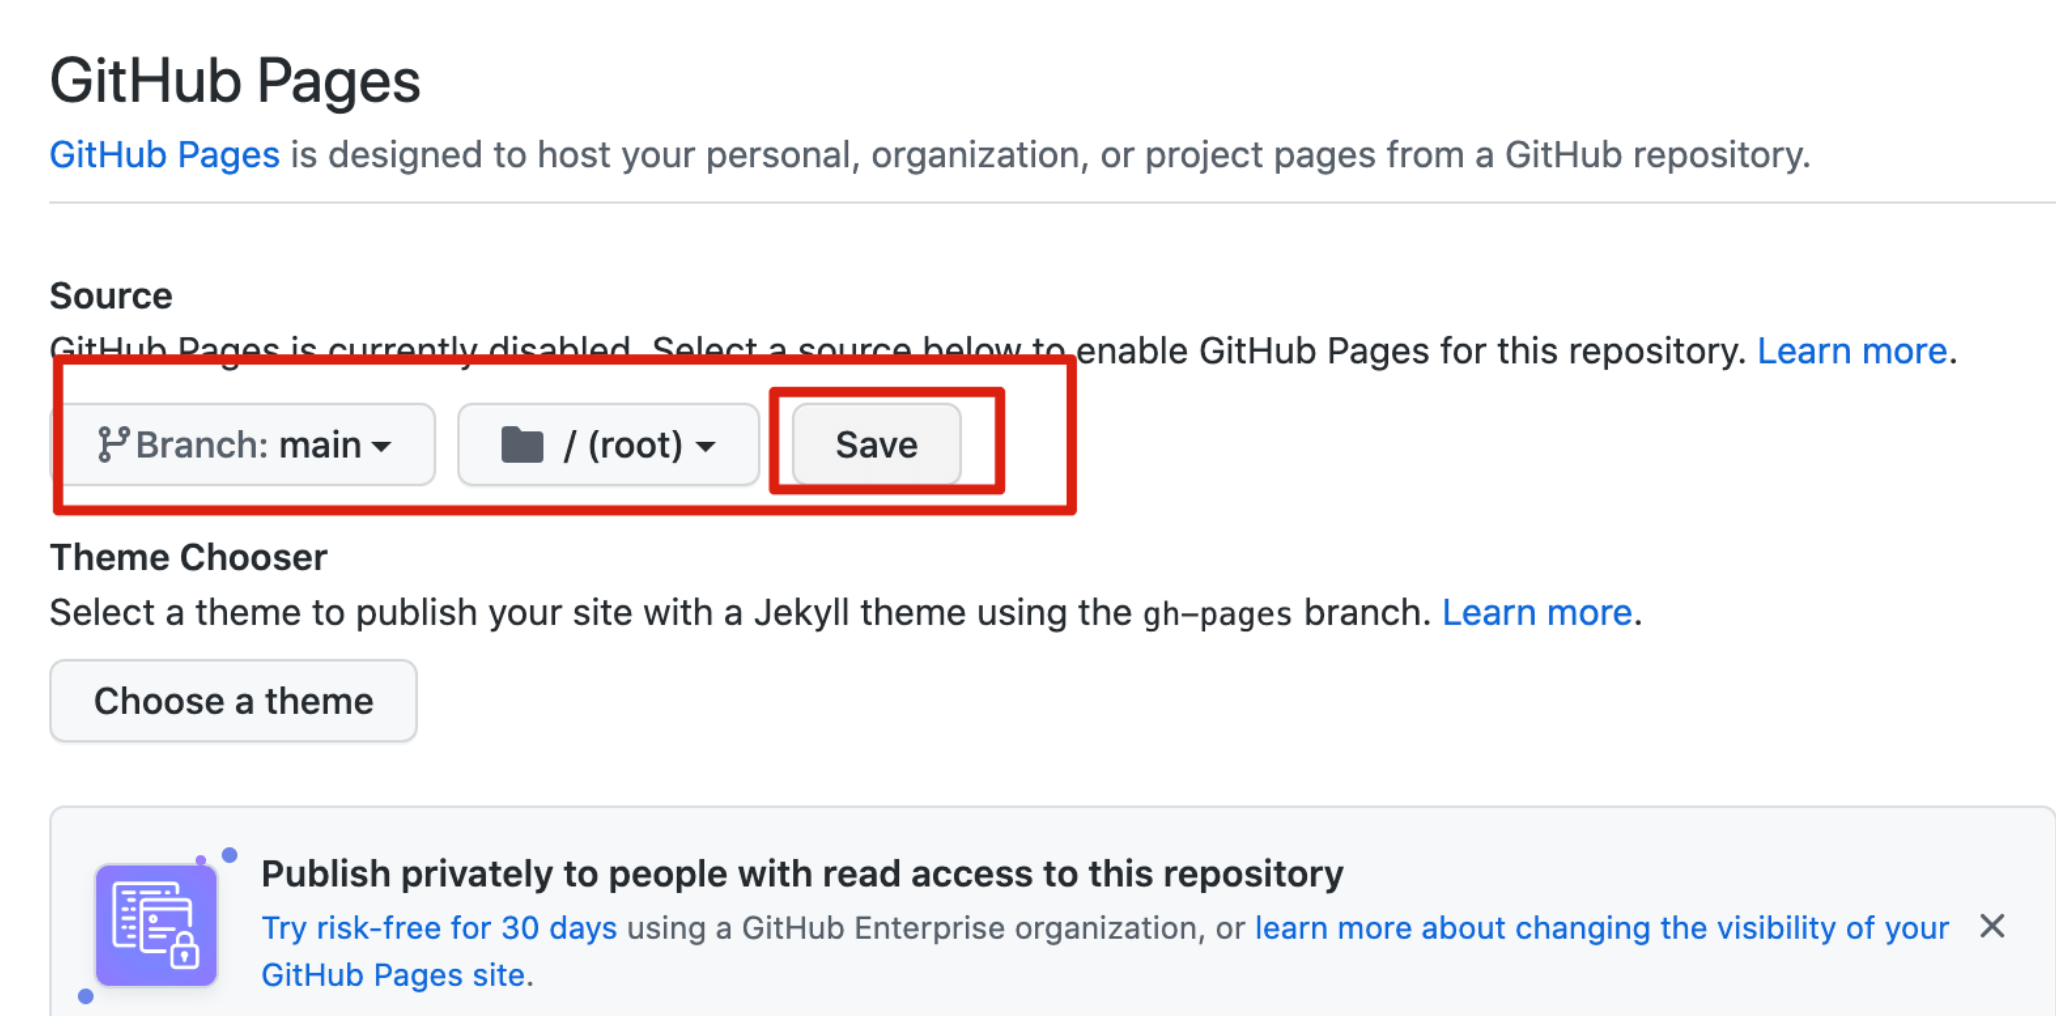 GitHub Pages
GitHub Pages is designed to host your personal, organization, or project pages from a GitHub repository.
Source
GitHub Pages is currently disabled. Select a source below to enable GitHub Pages for this repository. Learn more.
Branch: main
/ (root)
Save
Theme Chooser
Select a theme to publish your site with a Jekyll theme using the gh-pages branch. Learn more.
Choose a theme
Publish privately to people with read access to this repository
Try risk-free for 30 days using a GitHub Enterprise organization, or learn more about changing the visibility of your
GitHub Pages site.